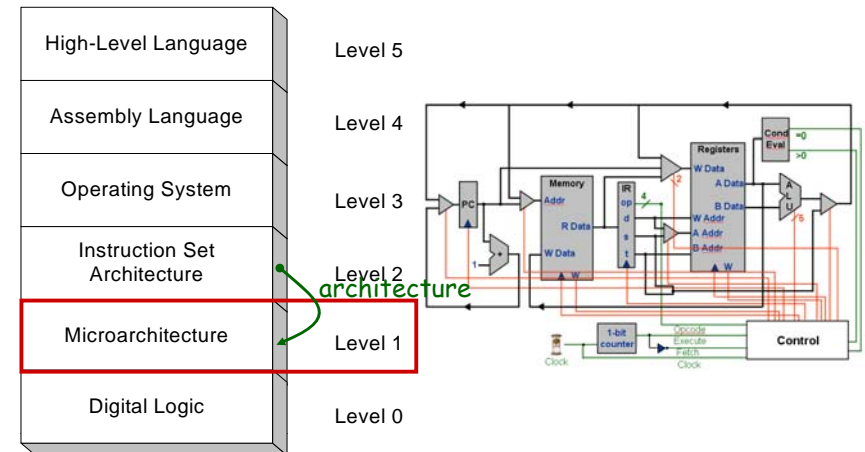 High-Level Language
Level 5
Assembly Language
Level 4
Operating System
Level 3
Instruction Set
Architecture
Level 2
architecture
Microarchitecture
Level 1
Digital Logic
Level 0
PC
+
1
Memory
Addr
R Data
W Data
W
IR
op
d
s
t
4
2
Registers
W Data
A Data
B Data
W Addr
A Addr
B Addr
W
Cond
Eval
=0
>0
A
L
U
5
Clock
1-bit
counter
Opcode
Execute
Fetch
Clock
Control